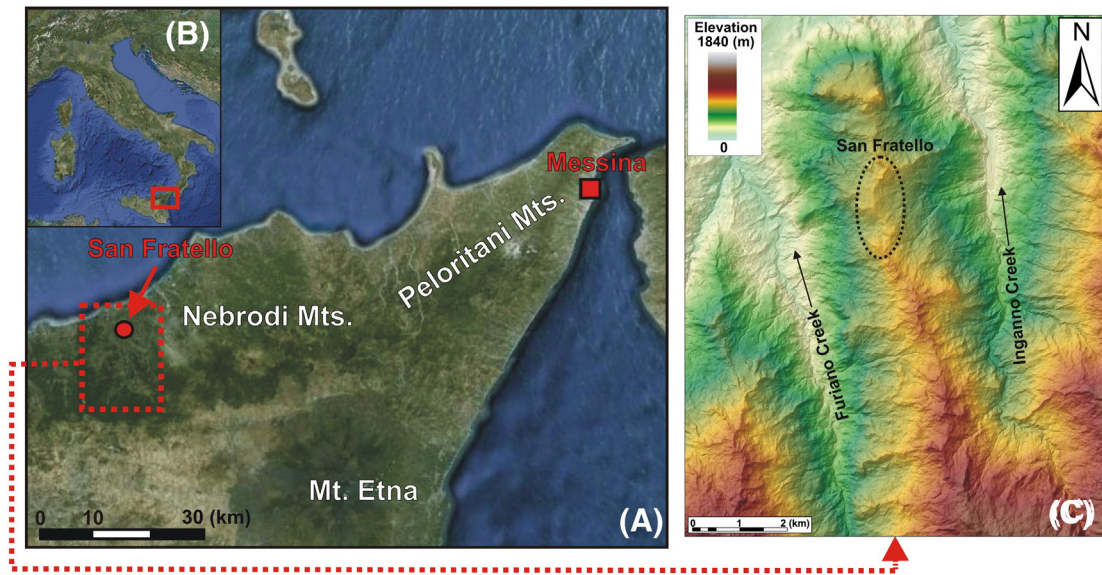 (B)
Messina
San Fratello
Peloritani Mts.
Nebrodi Mts.
Mt. Etna
0 10 30 (km)
(A)
Elevation
1840 (m)
0
N
San Fratello
Furiano Creek
Inganno Creek
0 1 2 (km)
(C)